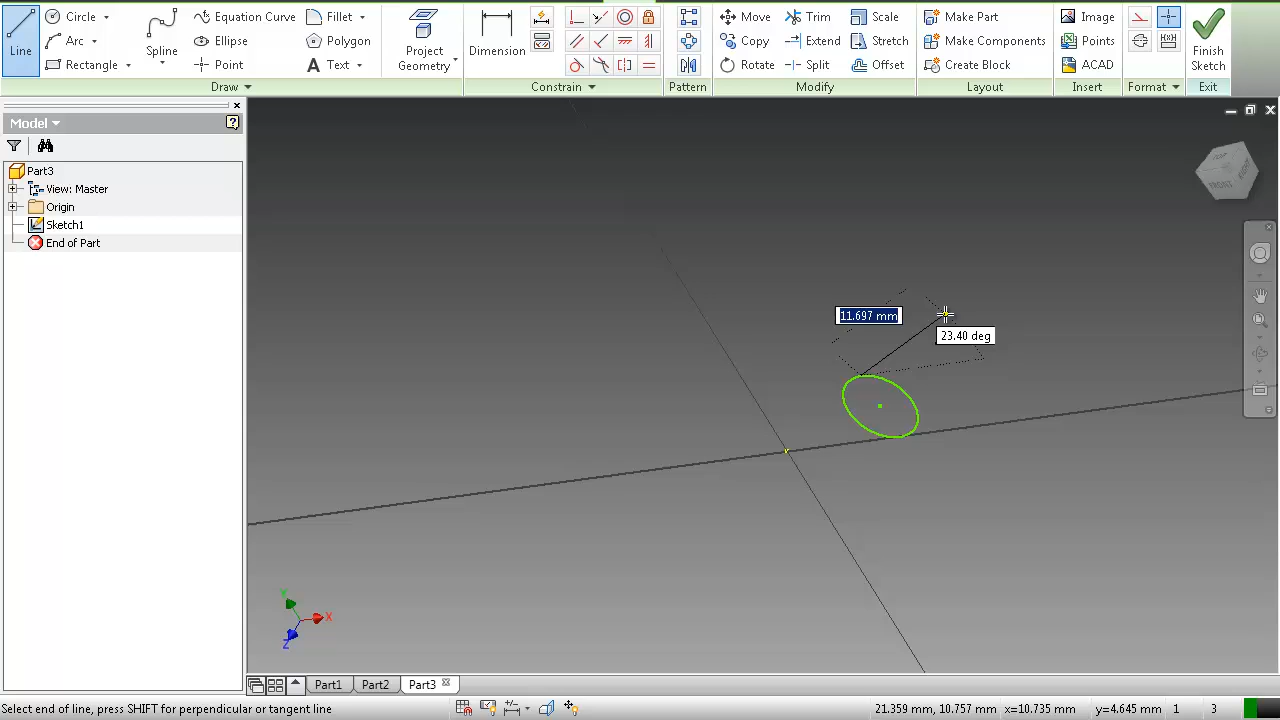 Line
Circle
Arc
Rectangle
Spline
Equation Curve
Ellipse
Point
Fillet
Polygon
Text
Draw
Project
Geometry
Dimension
Constrain
Pattern
Move
Copy
Rotate
Trim
Extend
Split
Scale
Stretch
Offset
Modify
Make Part
Make Components
Create Block
Layout
Image
Points
ACAD
Insert
Format
Finish
Sketch
Exit
Model
Part3
View: Master
Origin
Sketch1
End of Part
TOP
FRONT
11.697 mm
23.40 deg
Y
X
Z
Part1
Part2
Part3
Select end of line, press SHIFT for perpendicular or tangent line
21.359 mm, 10.757 mm
x=10.735 mm
y=4.645 mm
1
3